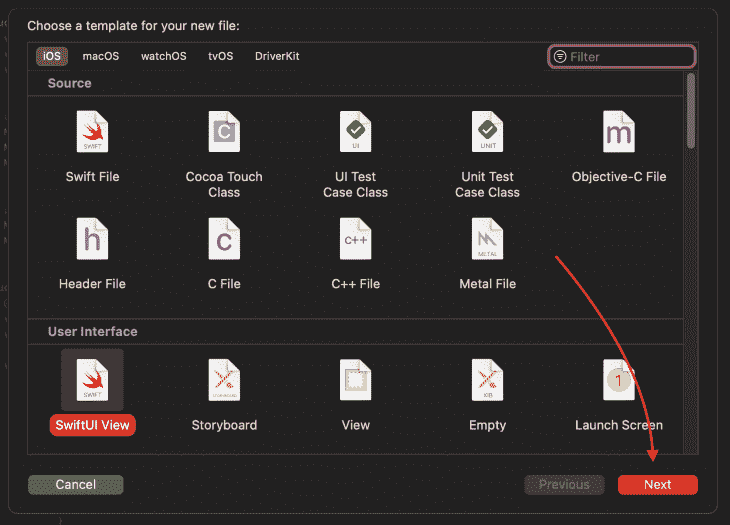 Choose a template for your new file:
iOS macOS watchOS tvOS DriverKit Filter
Source
SWIFT UI UNIT
Swift File Cocoa Touch Class UI Test Case Class Unit Test Case Class Objective-C File
C m
h c c++ METAL
Header File C File C++ File Metal File
User Interface
SWIFT XIB 1
SwiftUI View Storyboard View Empty Launch Screen
Cancel Previous Next